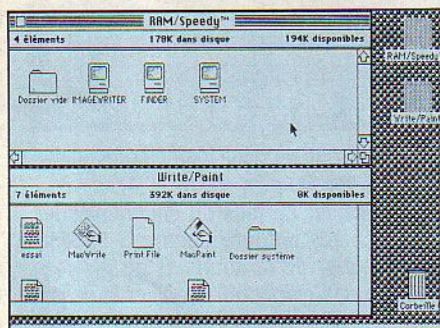 RAM/Speedy™
4 éléments 178K dans disque 194K disponibles
Dossier vide IMAGEWRITER FINDER SYSTEM
RAM/Speedy
Write/Paint
Write/Paint
7 éléments 392K dans disque 8K disponibles
essai MacWrite Print File MacPaint Dossier système
Corbeille